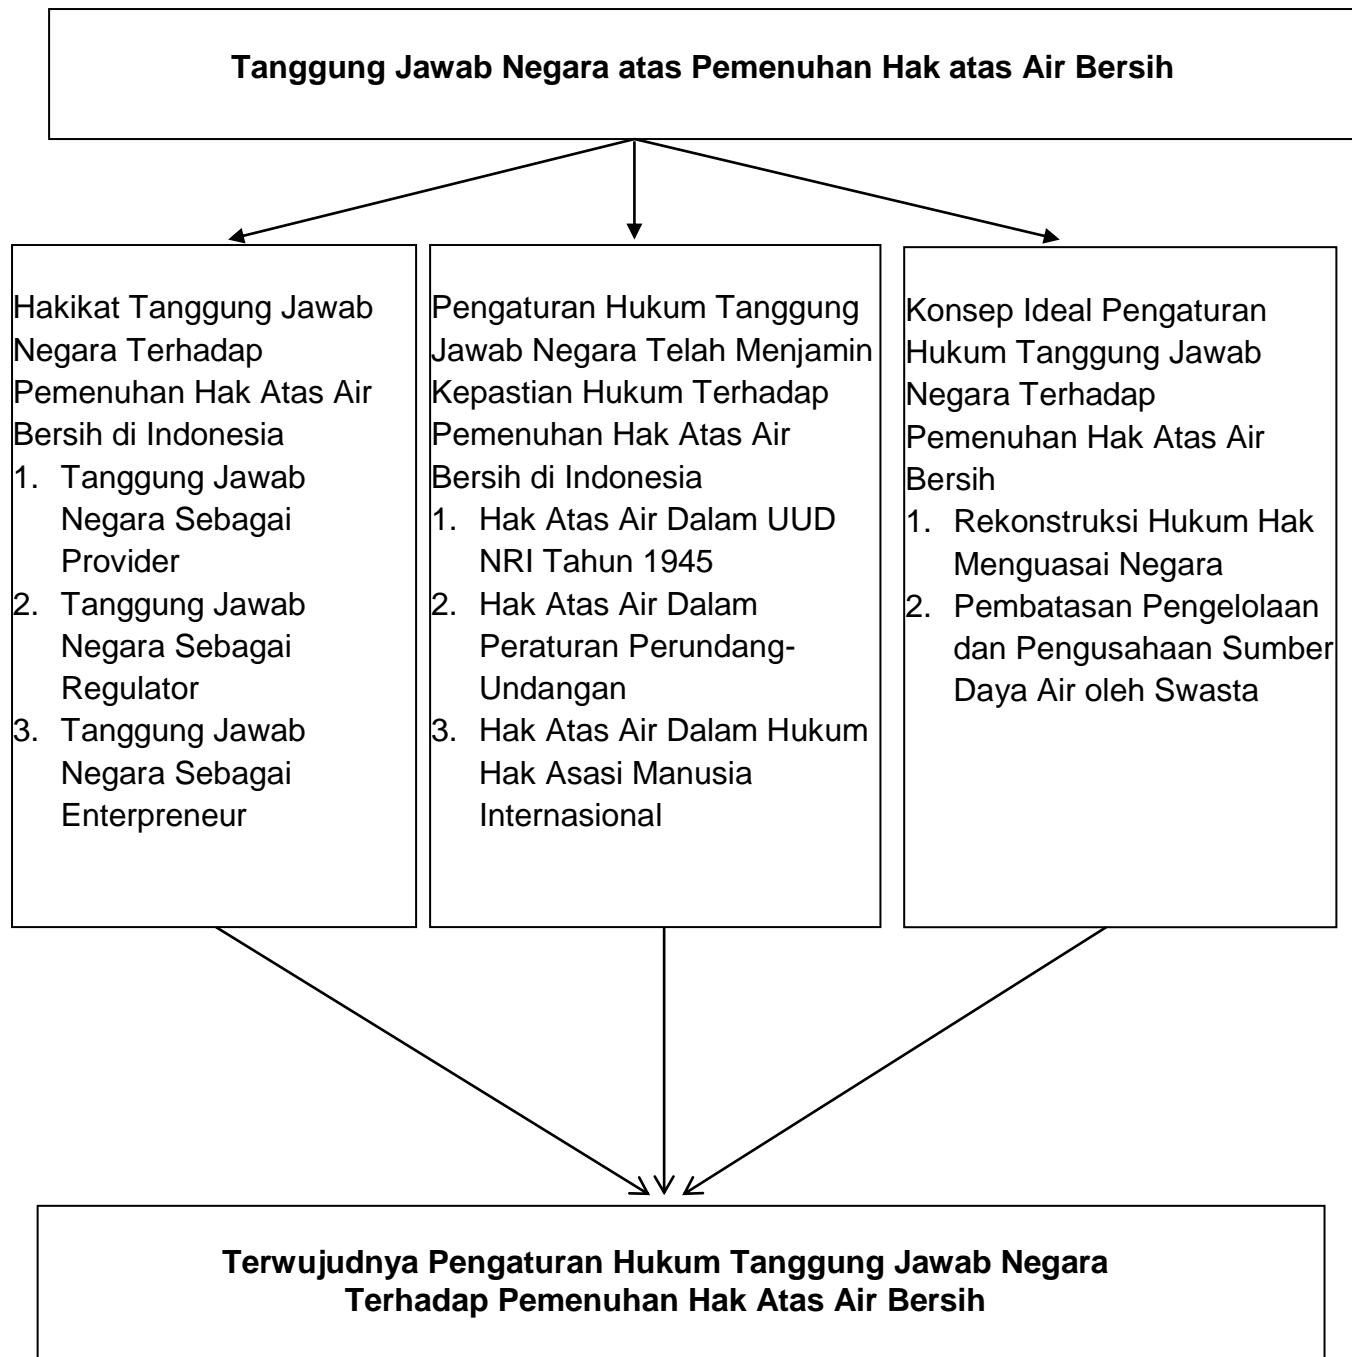 Tanggung Jawab Negara atas Pemenuhan Hak atas Air Bersih
Hakikat Tanggung Jawab
Negara Terhadap
Pemenuhan Hak Atas Air
Bersih di Indonesia
1. Tanggung Jawab
Negara Sebagai
Provider
2. Tanggung Jawab
Negara Sebagai
Regulator
3. Tanggung Jawab
Negara Sebagai
Enterpreneur
Pengaturan Hukum Tanggung
Jawab Negara Telah Menjamin
Kepastian Hukum Terhadap
Pemenuhan Hak Atas Air
Bersih di Indonesia
1. Hak Atas Air Dalam UUD
NRI Tahun 1945
2. Hak Atas Air Dalam
Peraturan Perundang-
Undangan
3. Hak Atas Air Dalam Hukum
Hak Asasi Manusia
Internasional
Konsep Ideal Pengaturan
Hukum Tanggung Jawab
Negara Terhadap
Pemenuhan Hak Atas Air
Bersih
1. Rekonstruksi Hukum Hak
Menguasai Negara
2. Pembatasan Pengelolaan
dan Pengusahaan Sumber
Daya Air oleh Swasta
Terwujudnya Pengaturan Hukum Tanggung Jawab Negara
Terhadap Pemenuhan Hak Atas Air Bersih